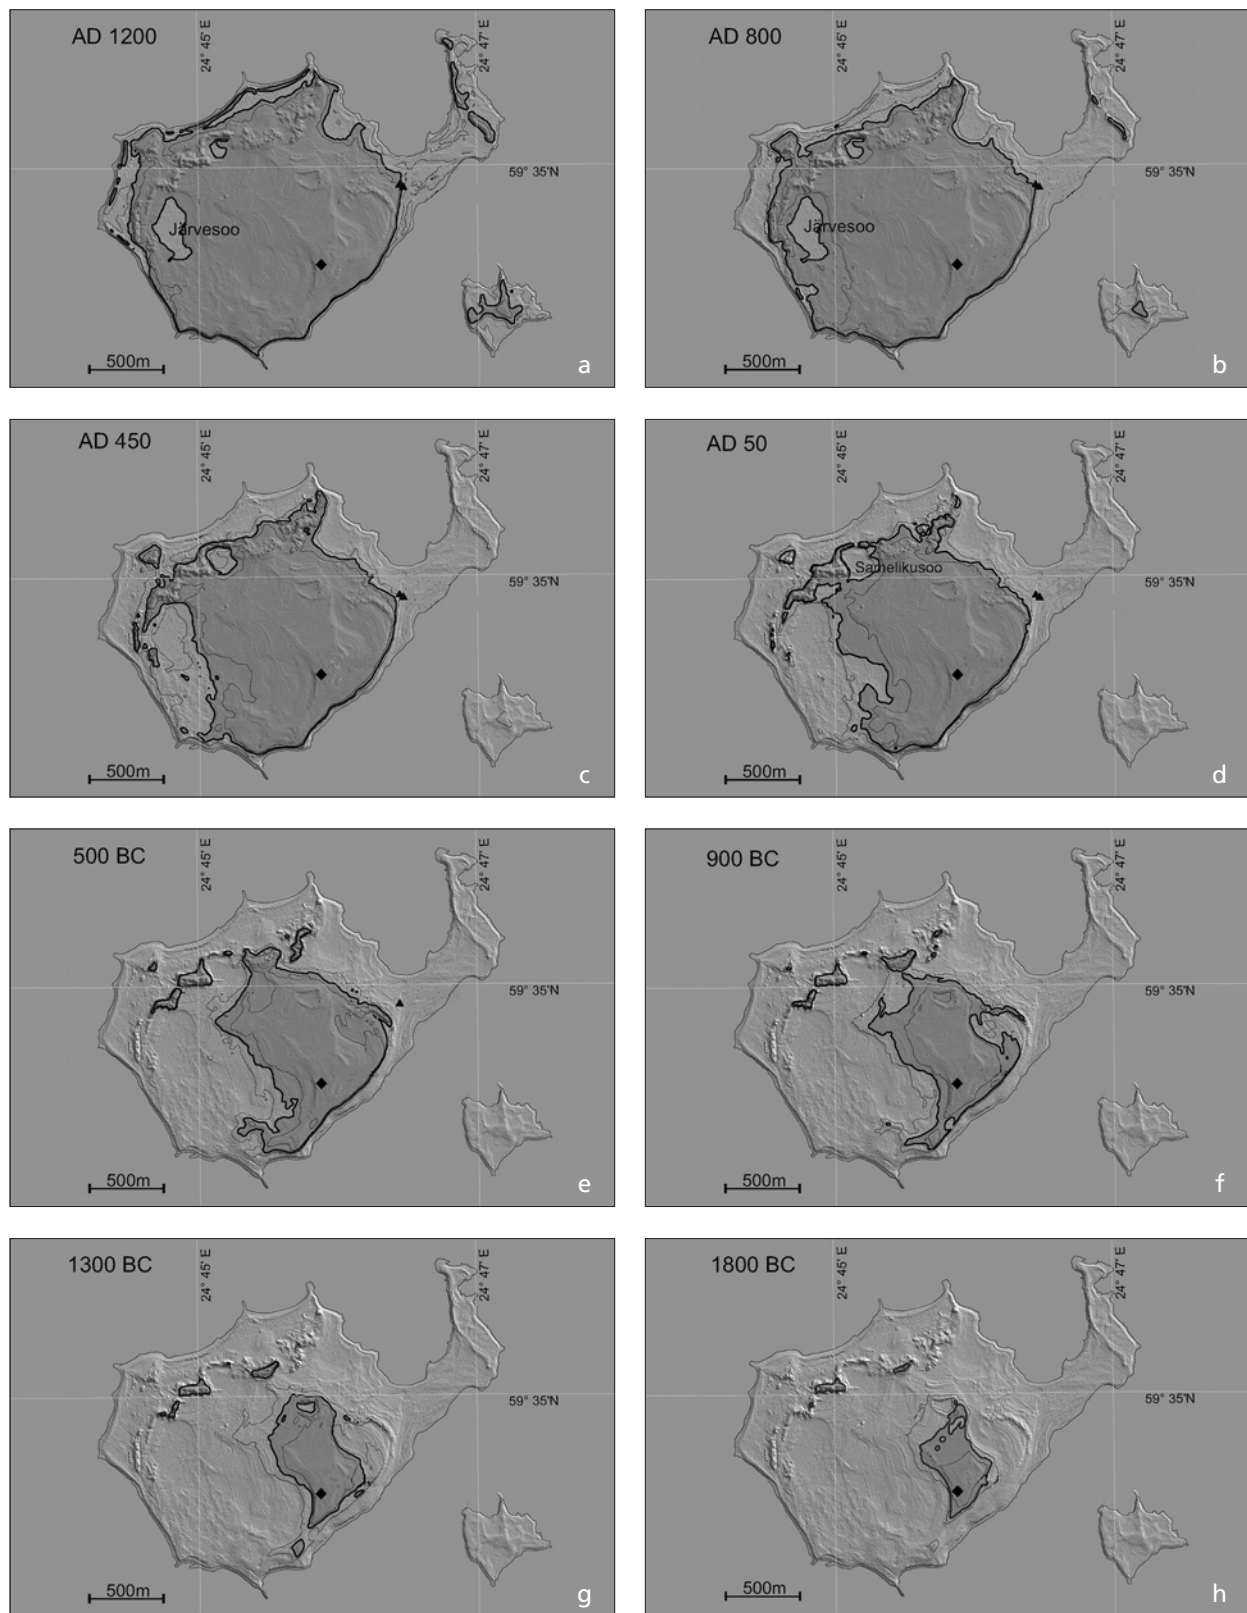 AD 1200
24° 45' E
24° 47' E
59° 35'N
Järvesoo
500m
a
AD 800
24° 45' E
24° 47' E
59° 35'N
Järvesoo
500m
b
AD 450
24° 45' E
24° 47' E
59° 35'N
500m
c
AD 50
24° 45' E
24° 47' E
59° 35'N
Samelikusoo
500m
d
500 BC
24° 45' E
24° 47' E
59° 35'N
500m
e
900 BC
24° 45' E
24° 47' E
59° 35'N
500m
f
1300 BC
24° 45' E
24° 47' E
59° 35'N
500m
g
1800 BC
24° 45' E
24° 47' E
59° 35'N
500m
h